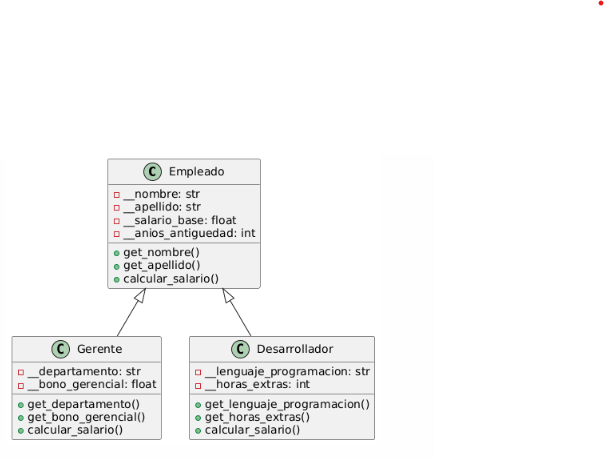 C Empleado
__nombre: str
__apellido: str
__salario_base: float
__anios_antiguedad: int
get_nombre()
get_apellido()
calcular_salario()
C Gerente
__departamento: str
__bono_gerencial: float
get_departamento()
get_bono_gerencial()
calcular_salario()
C Desarrollador
__lenguaje_programacion: str
__horas_extras: int
get_lenguaje_programacion()
get_horas_extras()
calcular_salario()